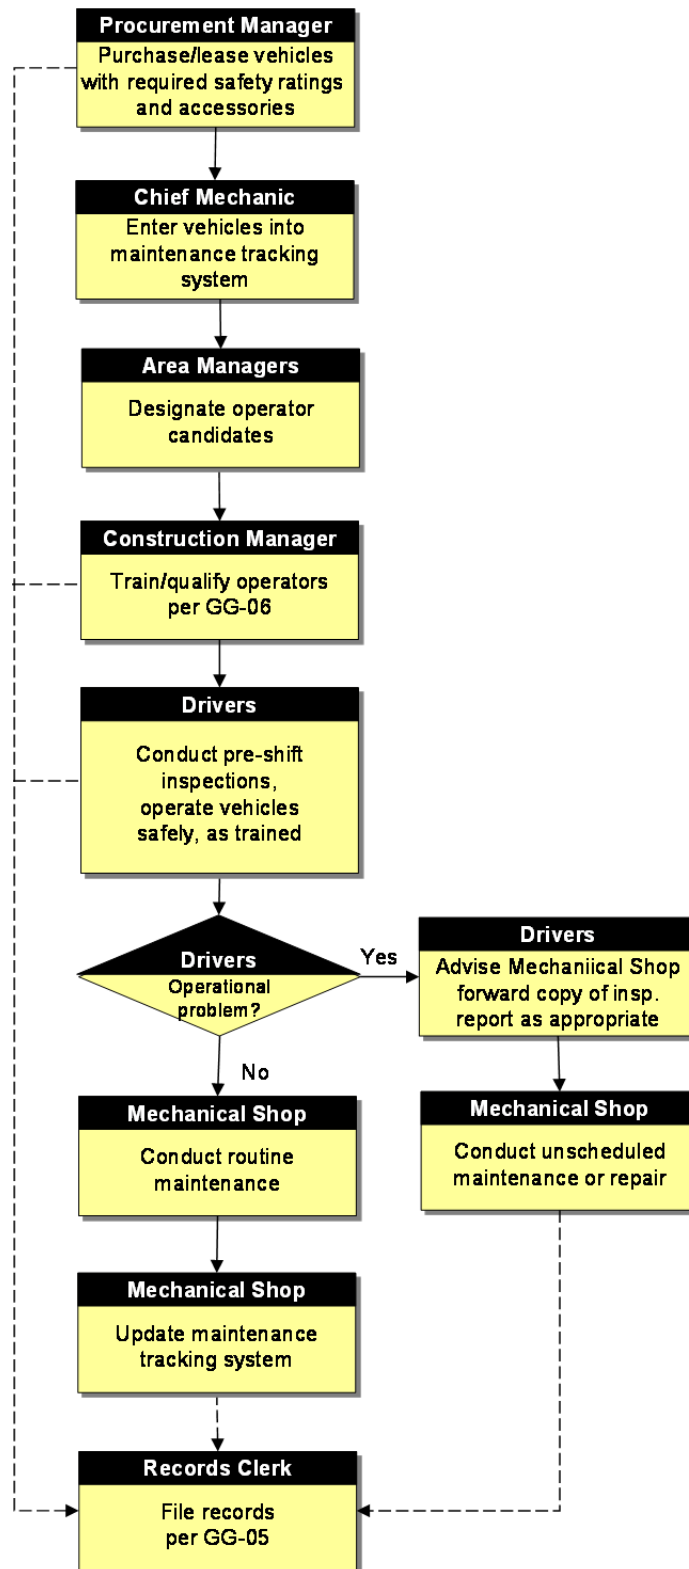 Procurement Manager
Purchase/lease vehicles
with required safety ratings
and accessories
Chief Mechanic
Enter vehicles into
maintenance tracking
system
Area Managers
Designate operator
candidates
Construction Manager
Train/qualify operators
per GG-06
Drivers
Conduct pre-shift
inspections,
operate vehicles
safely, as trained
Drivers
Operational
problem?
Yes
Drivers
Advise Mechaniical Shop
forward copy of insp.
report as appropriate
No
Mechanical Shop
Conduct routine
maintenance
Mechanical Shop
Conduct unscheduled
maintenance or repair
Mechanical Shop
Update maintenance
tracking system
Records Clerk
File records
per GG-05